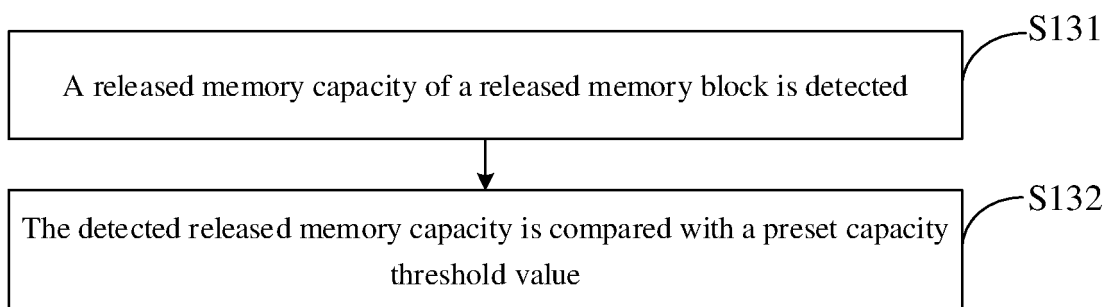 S131
A released memory capacity of a released memory block is detected
S132
The detected released memory capacity is compared with a preset capacity
threshold value